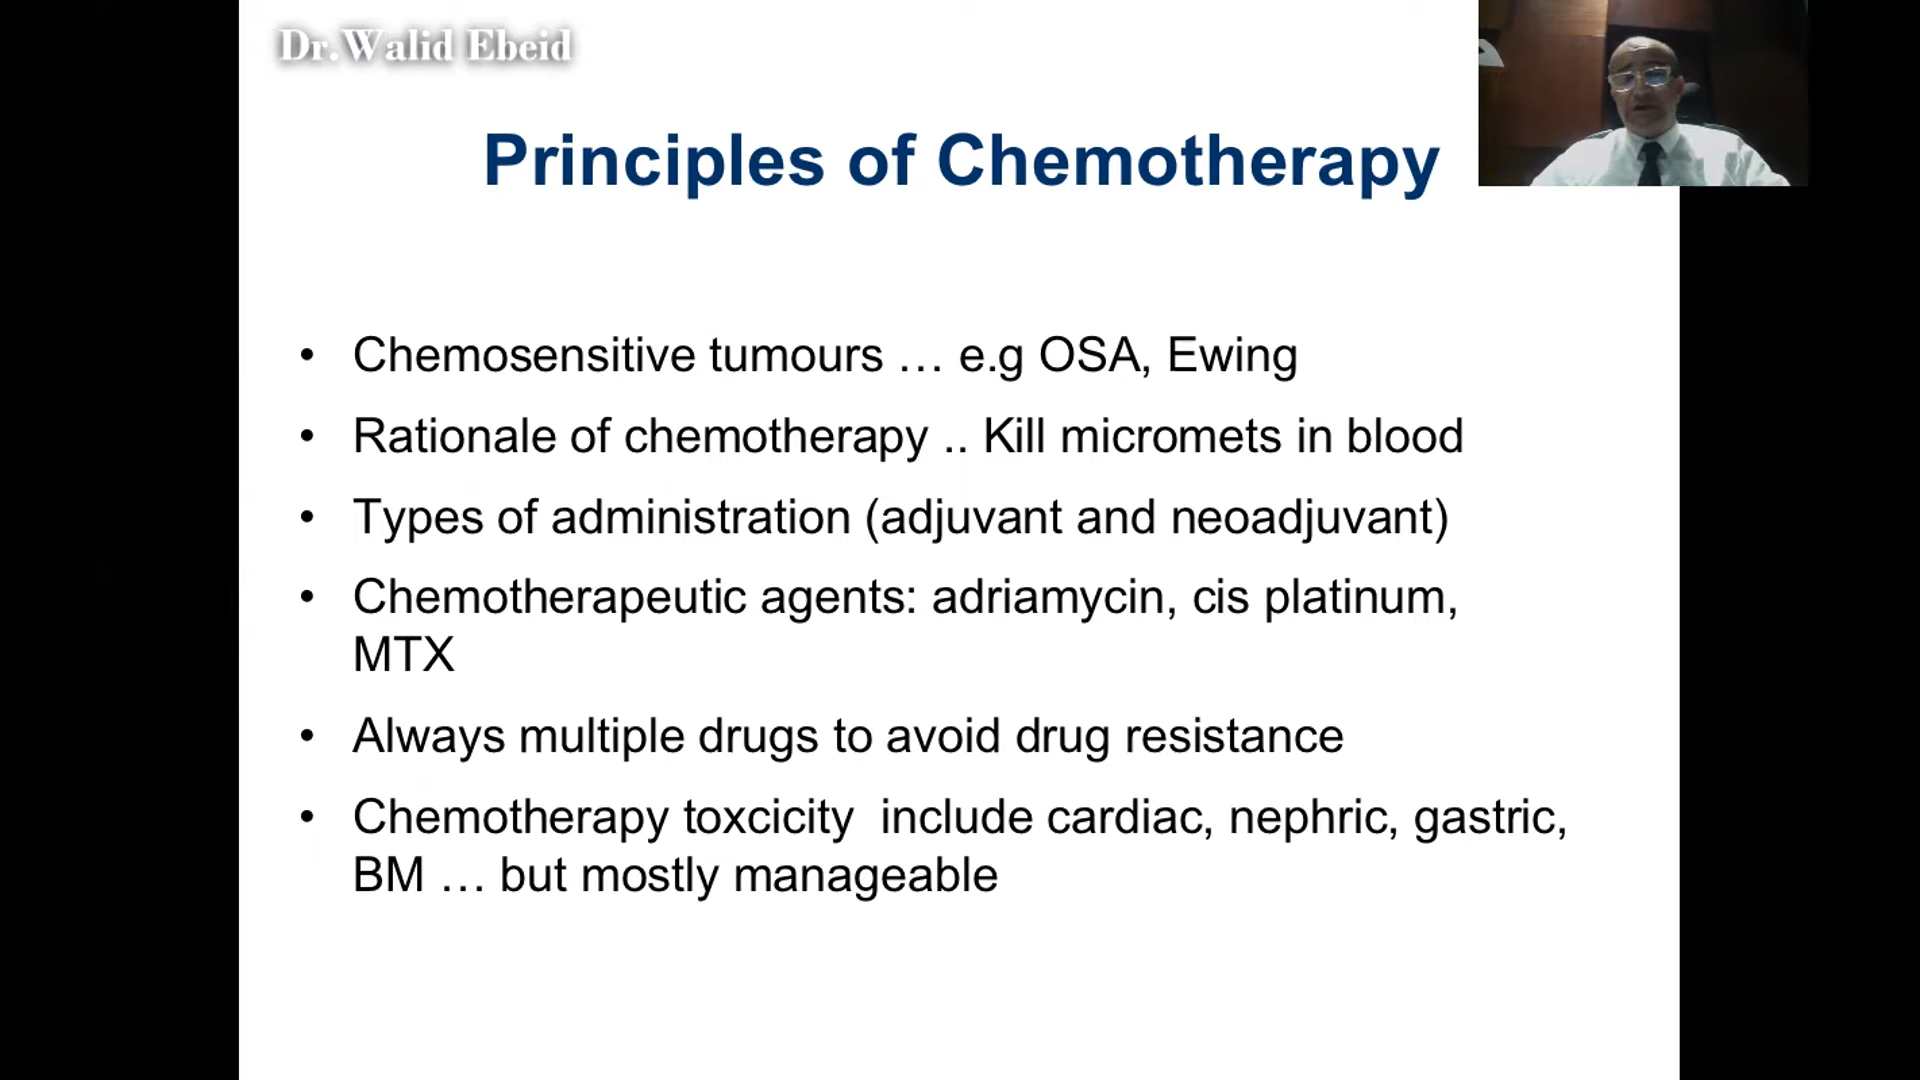 Dr.Walid Ebeid
Principles of Chemotherapy
• Chemosensitive tumours … e.g OSA, Ewing
• Rationale of chemotherapy .. Kill micromets in blood
• Types of administration (adjuvant and neoadjuvant)
• Chemotherapeutic agents: adriamycin, cis platinum,
MTX
• Always multiple drugs to avoid drug resistance
• Chemotherapy toxcicity  include cardiac, nephric, gastric,
BM … but mostly manageable